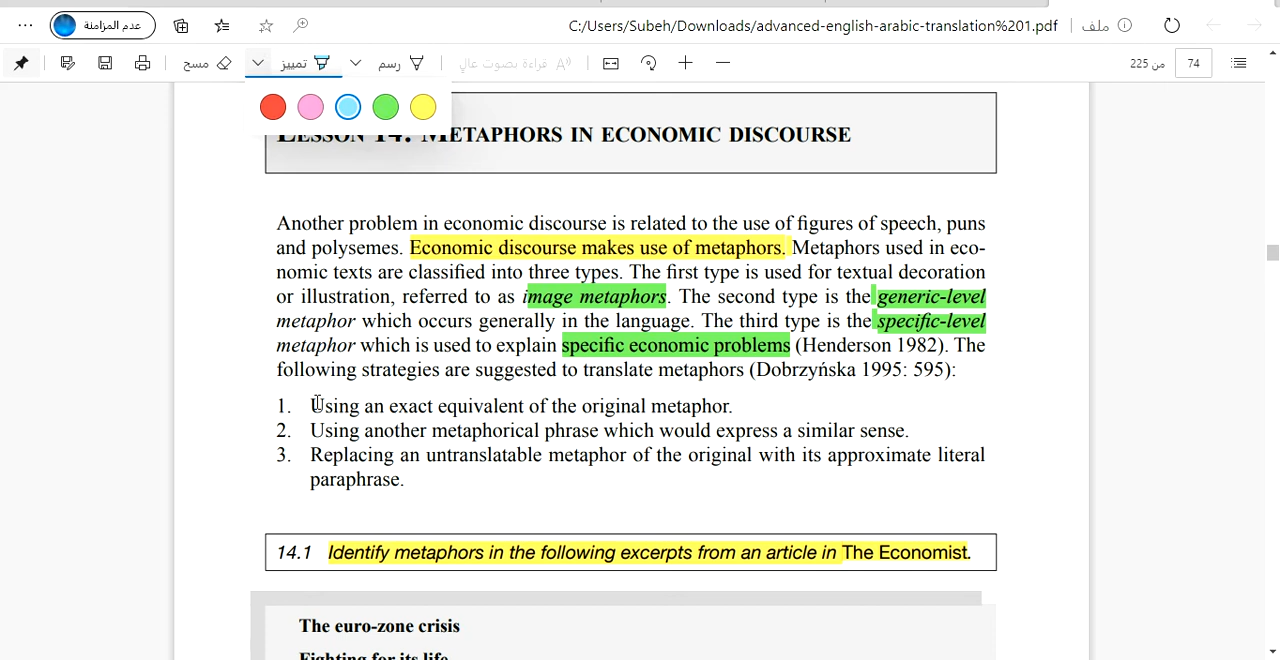 عدم المزامنة
C:/Users/Subeh/Downloads/advanced-english-arabic-translation%201.pdf
ملف
مسح
تمييز
رسم
قراءة بصوت عالٍ
74
من 225
LESSON 14: METAPHORS IN ECONOMIC DISCOURSE
Another problem in economic discourse is related to the use of figures of speech, puns
and polysemes. Economic discourse makes use of metaphors. Metaphors used in eco-
nomic texts are classified into three types. The first type is used for textual decoration
or illustration, referred to as image metaphors. The second type is the generic-level
metaphor which occurs generally in the language. The third type is the specific-level
metaphor which is used to explain specific economic problems (Henderson 1982). The
following strategies are suggested to translate metaphors (Dobrzyńska 1995: 595):
1. Using an exact equivalent of the original metaphor.
2. Using another metaphorical phrase which would express a similar sense.
3. Replacing an untranslatable metaphor of the original with its approximate literal
paraphrase.
14.1 Identify metaphors in the following excerpts from an article in The Economist.
The euro-zone crisis
Fighting for its life